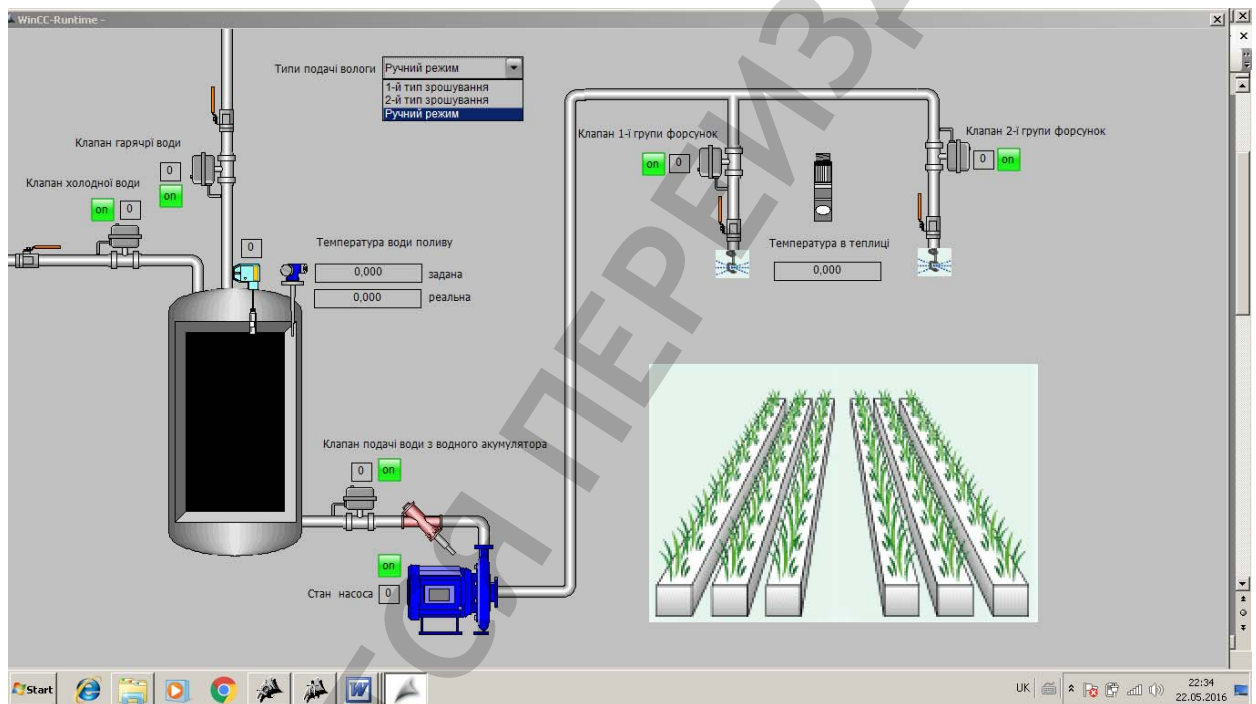 WinCC-Runtime -
Типи подачі вологи Ручний режим
1-й тип зрошування
2-й тип зрошування
Ручний режим
Клапан гарячрї води
0
on
Клапан холодної води
on 0
0
Температура води поливу
0,000 задана
0,000 реальна
Клапан 1-ї групи форсунок
on 0
Клапан 2-ї групи форсунок
0 on
Температура в теплиці
0,000
Клапан подачі води з водного акумулятора
0 on
on
Стан насоса 0
ЕТЬСЯ ПЕРЕИЗДА
Start
UK
22:34
22.05.2016